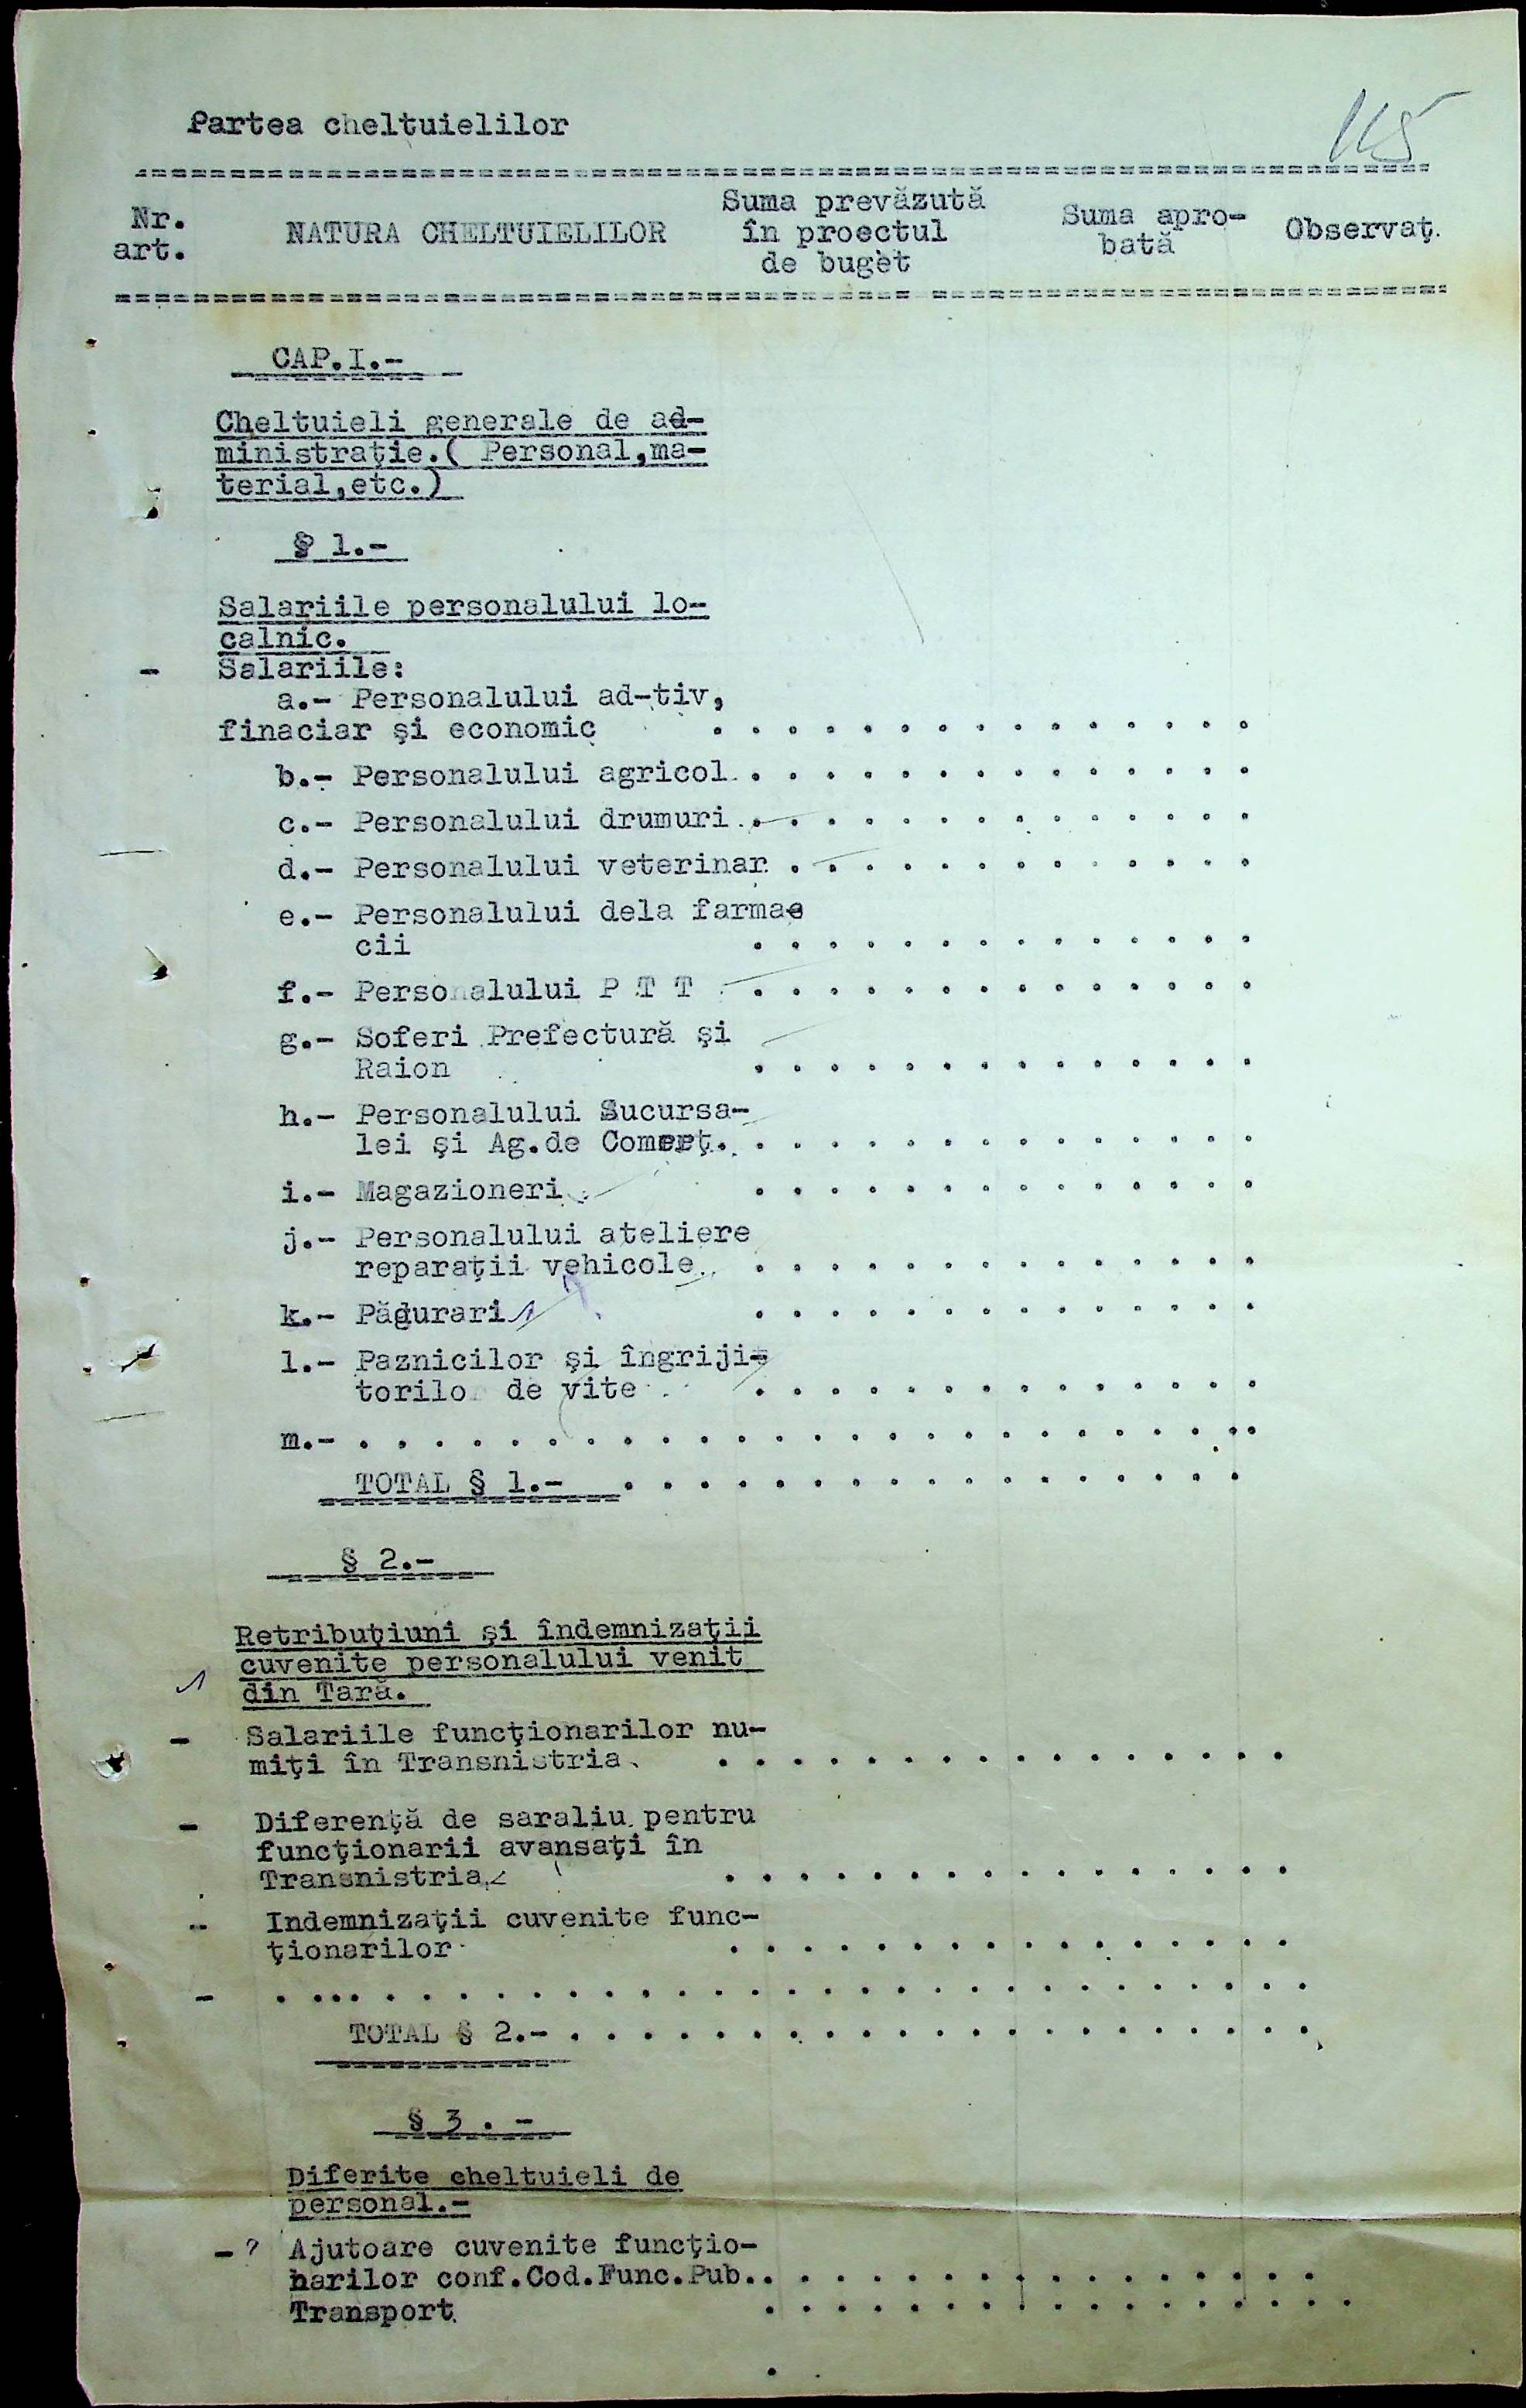 115
Partea cheltuielilor
Nr. art.
NATURA CHELTUIELILOR
Suma prevăzută
în proectul
de buget
Suma apro-
bată
Observaţ.
CAP.I.-
Cheltuieli generale de ad-
ministraţie.( Personal,ma-
terial,etc.)
§ 1.-
Salariile personalului lo-
calnic.
- Salariile:
a.- Personalului ad-tiv,
finaciar şi economic . . . . . . . . . . . . . . .
b.- Personalului agricol. . . . . . . . . . . . . . .
c.- Personalului drumuri. . . . . . . . . . . . . . .
d.- Personalului veterinar. . . . . . . . . . . . . .
e.- Personalului dela farmac
cii . . . . . . . . . . . . . .
f.- Personalului P T T . . . . . . . . . . . . . .
g.- Soferi Prefectură şi
Raion . . . . . . . . . . . . . .
h.- Personalului Sucursa-
lei şi Ag.de Comerţ. . . . . . . . . . . . . . .
i.- Magazioneri . . . . . . . . . . . . . .
j.- Personalului ateliere
reparaţii vehicole. . . . . . . . . . . . . . .
k.- Pădurari . . . . . . . . . . . . . .
l.- Paznicilor şi îngriji-
torilo de vite . . . . . . . . . . . . . .
m.- . . . . . . . . . . . . . . . . . . . . . . . . .
TOTAL § 1.- . . . . . . . . . . . . . . . . .
§ 2.-
Retribuţiuni şi îndemnizaţii
cuvenite personalului venit
din Tară.
- Salariile funcţionarilor nu-
miţi în Transnistria. . . . . . . . . . . . . . . . .
- Diferenţă de saraliu pentru
funcţionarii avansaţi în
Transnistria. . . . . . . . . . . . . . . . .
- Indemnizaţii cuvenite func-
ţionarilor . . . . . . . . . . . . . . . .
- . .... . . . . . . . . . . . . . . . . . . . . . . . . .
TOTAL § 2.- . . . . . . . . . . . . . . . . . . . . .
§ 3 . -
Diferite cheltuieli de
personal.-
- ? Ajutoare cuvenite funcţio-
narilor conf.Cod.Func.Pub.. . . . . . . . . . . . . . . .
Transport . . . . . . . . . . . . . . . . .